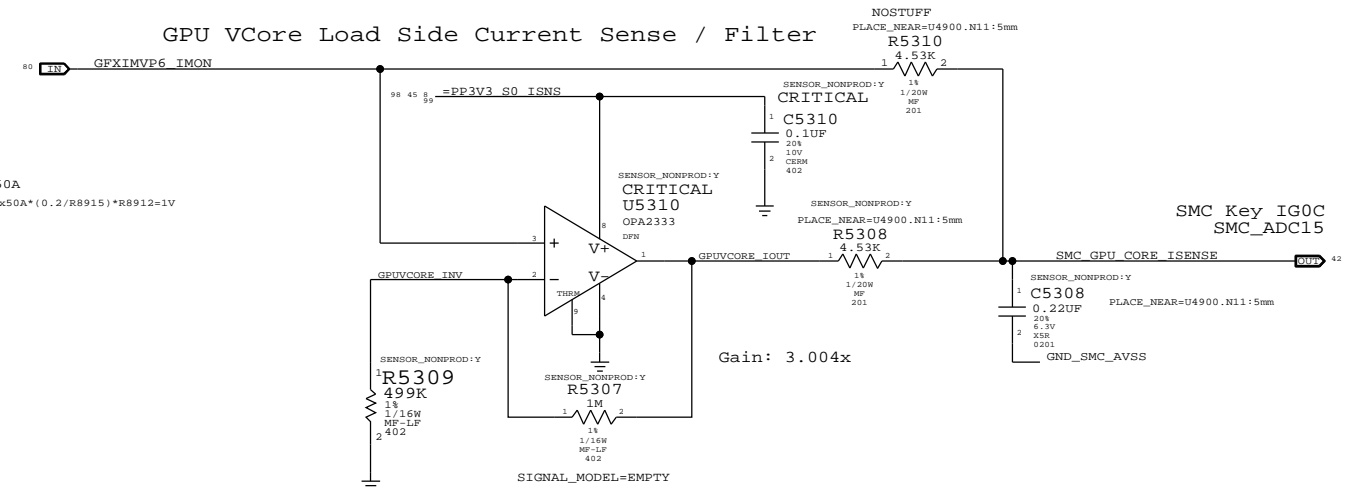 NOSTUFF
GPU VCore Load Side Current Sense / Filter
PLACE_NEAR=U4900.N11:5mm
R5310
4.53K
80 IN GFXIMVP6_IMON
1 2
1%
1/20W
MF
201
98 45 8
99
=PP3V3_S0_ISNS
SENSOR_NONPROD:Y
CRITICAL
1 C5310
0.1UF
20%
10V
CERM
2
402
50A
x50A*(0.2/R8915)*R8912=1V
SENSOR_NONPROD:Y
CRITICAL
U5310
OPA2333
DFN
8
3 +
V+
1
2 -
V-
THRM
4
9
GPUVCORE_INV
GPUVCORE_IOUT
SENSOR_NONPROD:Y
PLACE_NEAR=U4900.N11:5mm
R5308
4.53K
1 2
1%
1/20W
MF
201
SMC Key IG0C
SMC_ADC15
SMC_GPU_CORE_ISENSE
OUT 42
SENSOR_NONPROD:Y
1 C5308
0.22UF
20%
6.3V
X5R
2
0201
PLACE_NEAR=U4900.N11:5mm
GND_SMC_AVSS
Gain: 3.004x
SENSOR_NONPROD:Y
1
R5309
499K
1%
1/16W
MF-LF
2 402
SENSOR_NONPROD:Y
R5307
1M
1 2
1%
1/16W
MF-LF
402
SIGNAL_MODEL=EMPTY